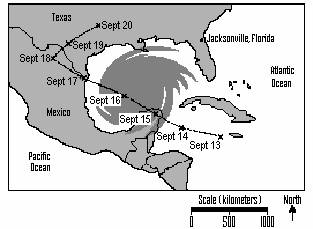 Texas
Sept 20
Jacksonville, Florida
Sept 19
Sept 18
Sept 17
Atlantic
Ocean
Sept 16
Mexico
Sept 15
Sept 14
Sept 13
Pacific
Ocean
Scale (kilometers)
North
0 500 1000